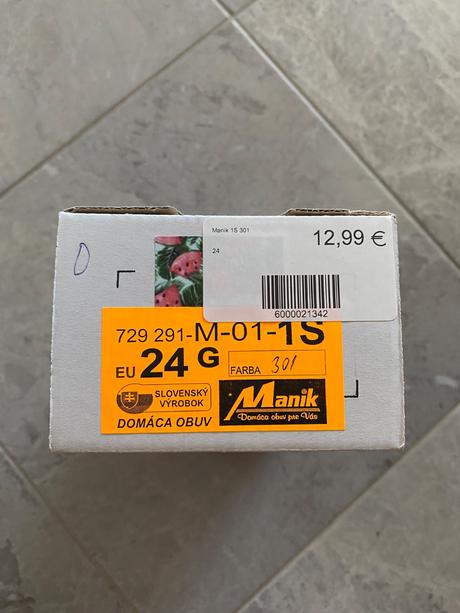 Manik 1S 301
12,99 €
24
6000021342
O
729 291-M-01-1S
EU 24 G
FARBA 301
SLOVENSKÝ
VÝROBOK
DOMÁCA OBUV
Manik
Domáca obuv pre Vás